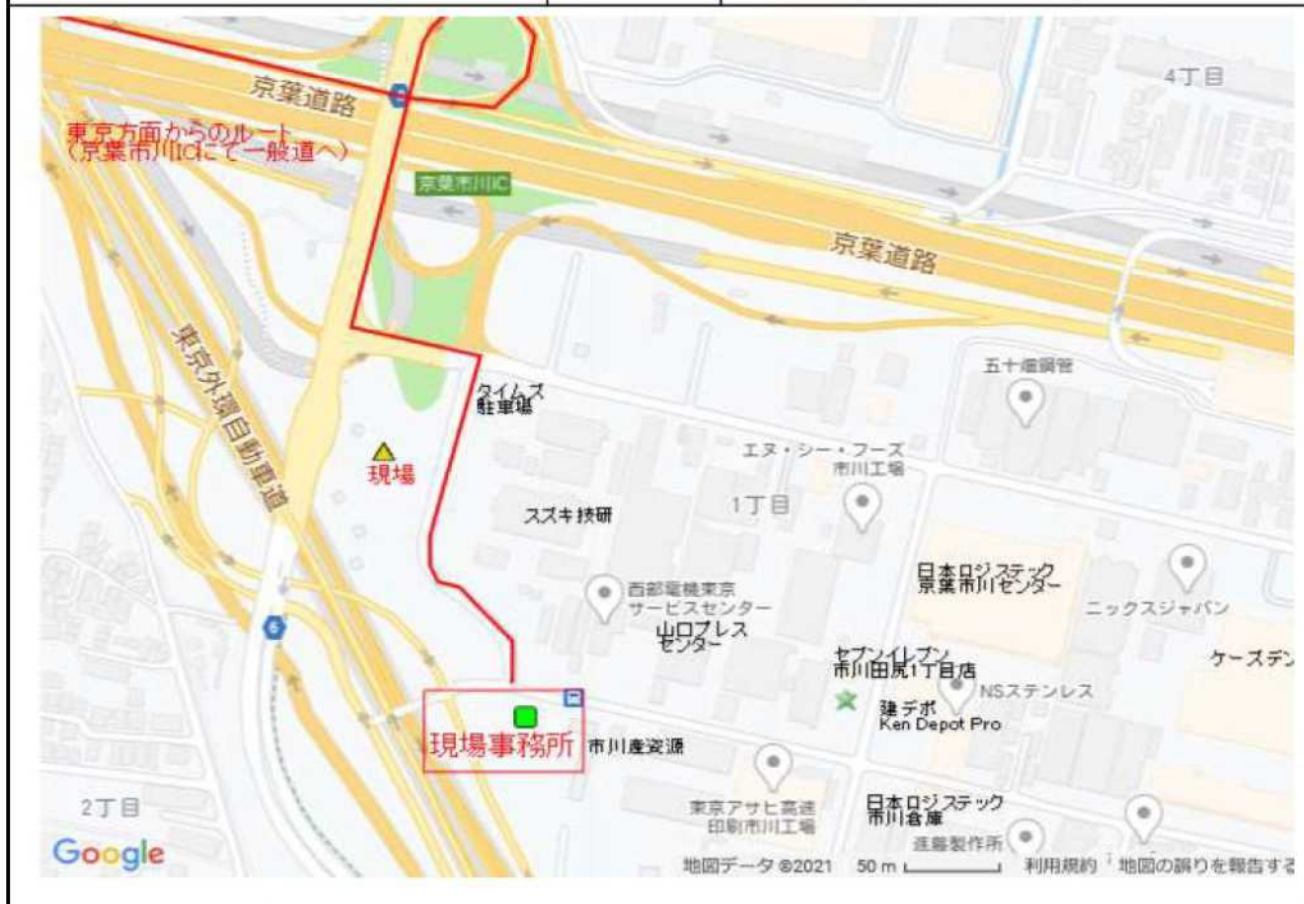 4丁目
京葉道路
東京方面からのルート
（京葉市川ICにて一般道へ）
京葉市川IC
京葉道路
東京外環自動車道
タイムズ
駐車場
五十畑鋼管
現場
エヌ・シー・フーズ
市川工場
1丁目
スズキ技研
日本ロジステック
京葉市川センター
西部電機東京
サービスセンター
ニックスジャパン
山口プレス
センター
6
セブンイレブン
市川田尻1丁目店
ケーズデン
NSステンレス
建デポ
Ken Depot Pro
現場事務所
市川産資源
2丁目
東京アサヒ高速
印刷市川工場
日本ロジステック
市川倉庫
進藤製作所
Google
地図データ ©2021
50 m
利用規約
地図の誤りを報告する